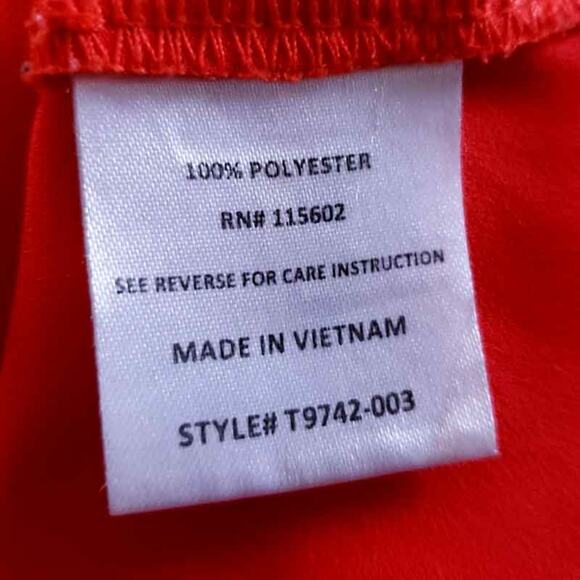 100% POLYESTER
RN# 115602
SEE REVERSE FOR CARE INSTRUCTION
MADE IN VIETNAM
STYLE# T9742-003